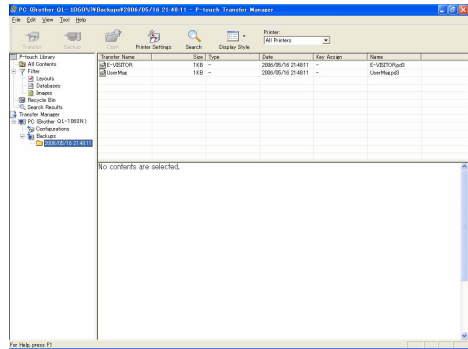 PC (Brother QL-1060N)¥Backups¥2006/05/16 21:48:11 - P-touch Transfer Manager
File Edit View Tool Help
Transfer Backup Open Printer Settings Search Display Style
Printer:
All Printers
P-touch Library
All Contents
Filter
Layouts
Databases
Images
Recycle Bin
Search Results
Transfer Manager
PC (Brother QL-1060N)
Configurations
Backups
2006/05/16 21:48:11
Transfer Name Size Type Date Key Assign Name
E-VISITOR 1KB - 2006/05/16 21:48:11 - E-VISITOR.pd3
UserMap 1KB - 2006/05/16 21:48:11 - UserMap.pd3
No contents are selected.
For Help, press F1